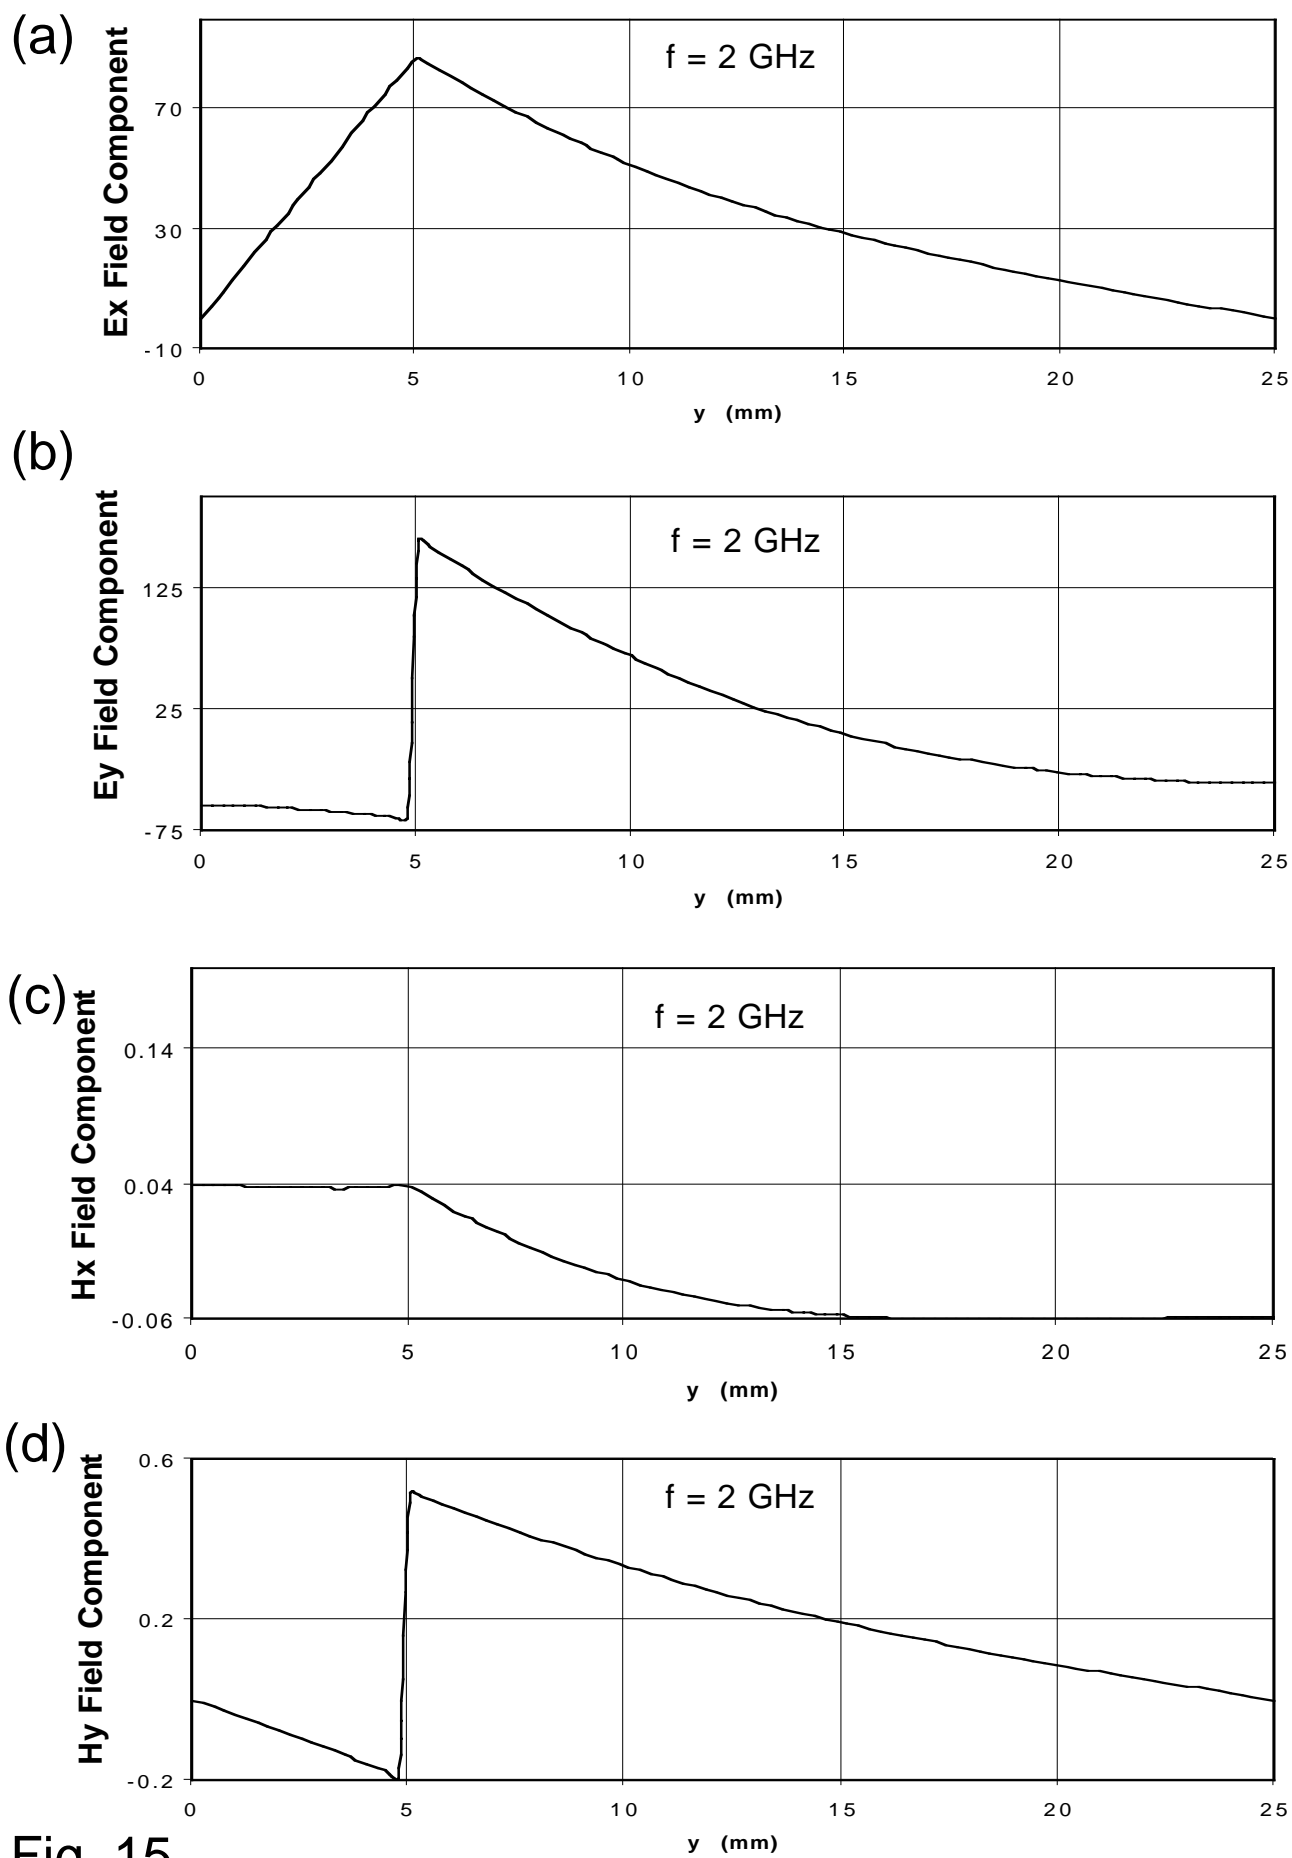 (a)
Ex Field Component
f = 2 GHz
70
30
-10
0 5 10 15 20 25
y (mm)
(b)
Ey Field Component
f = 2 GHz
125
25
-75
0 5 10 15 20 25
y (mm)
(c)
Hx Field Component
f = 2 GHz
0.14
0.04
-0.06
0 5 10 15 20 25
y (mm)
(d)
Hy Field Component
f = 2 GHz
0.6
0.2
-0.2
0 5 10 15 20 25
y (mm)
Fig. 15